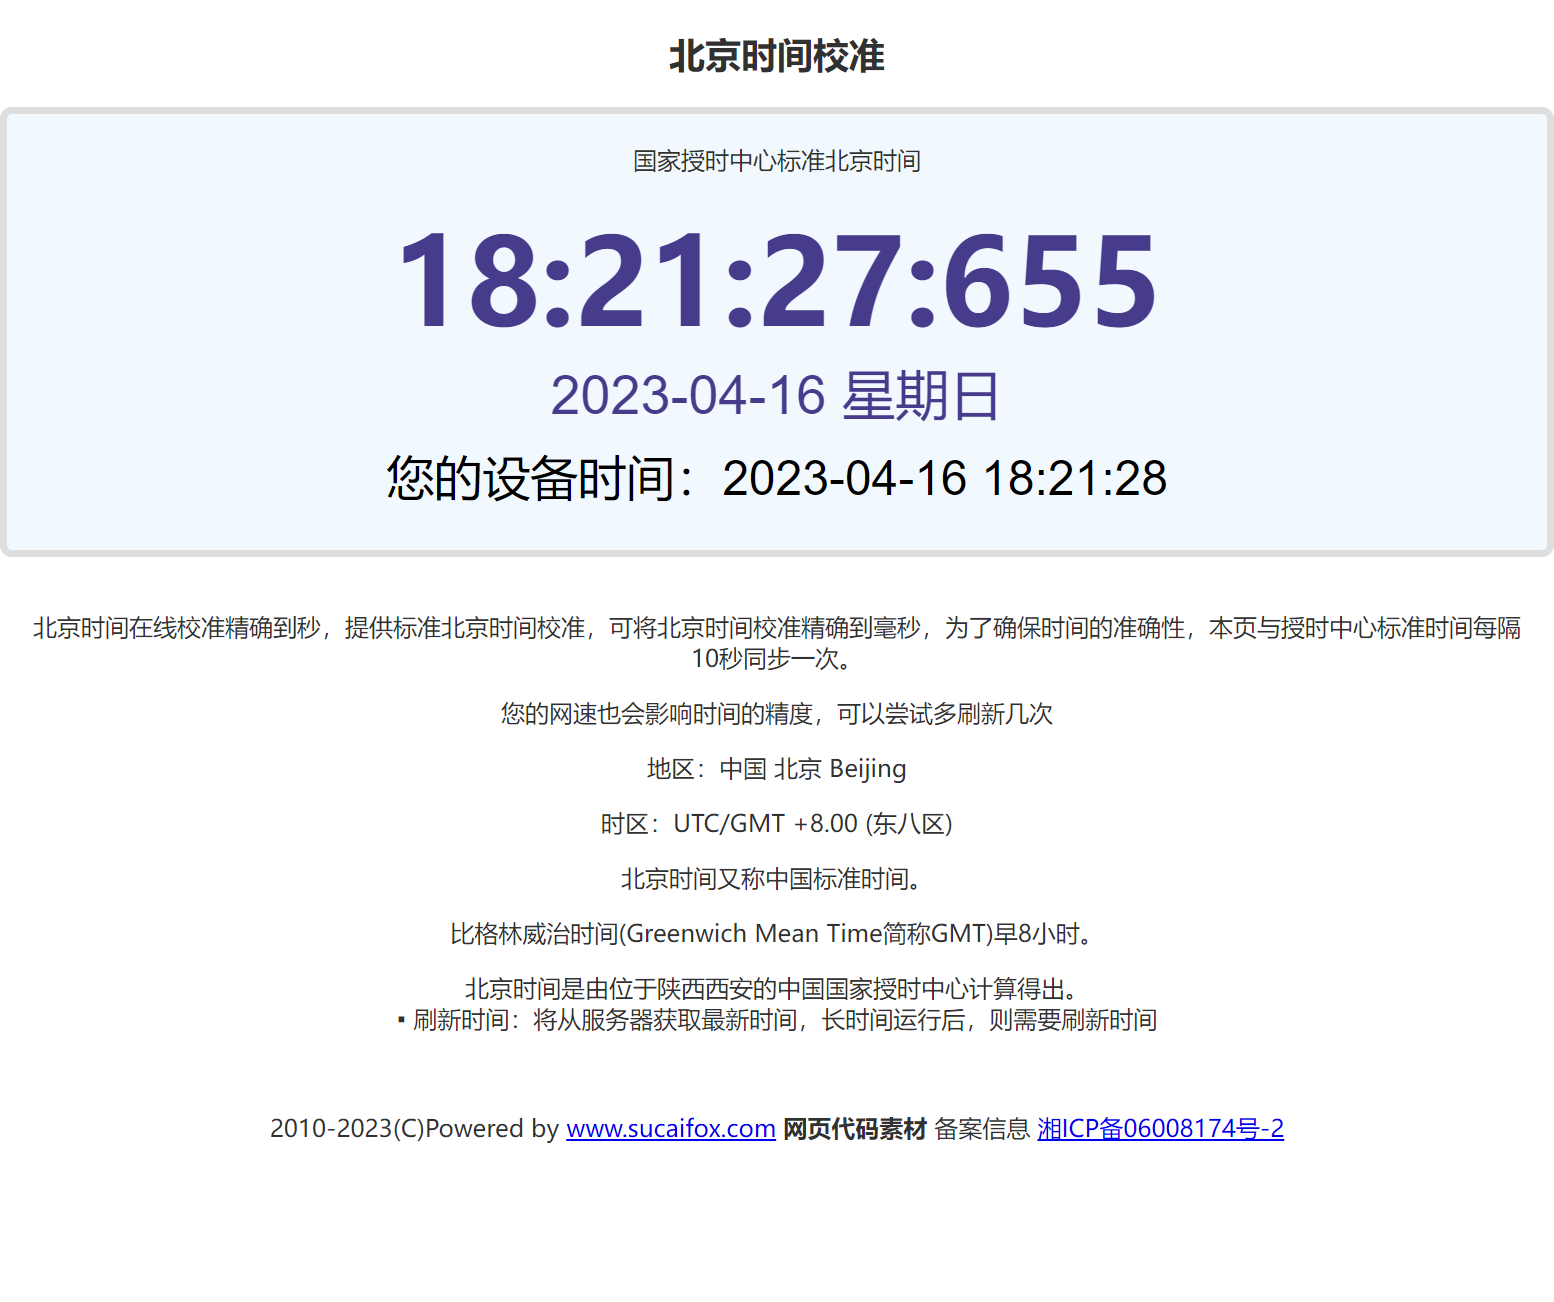 北京时间校准
国家授时中心标准北京时间
18:21:27:655
2023-04-16 星期日
您的设备时间：2023-04-16 18:21:28
北京时间在线校准精确到秒，提供标准北京时间校准，可将北京时间校准精确到毫秒，为了确保时间的准确性，本页与授时中心标准时间每隔
10秒同步一次。
您的网速也会影响时间的精度，可以尝试多刷新几次
地区：中国 北京 Beijing
时区：UTC/GMT +8.00 (东八区)
北京时间又称中国标准时间。
比格林威治时间(Greenwich Mean Time简称GMT)早8小时。
北京时间是由位于陕西西安的中国国家授时中心计算得出。
▪ 刷新时间：将从服务器获取最新时间，长时间运行后，则需要刷新时间
2010-2023(C)Powered by www.sucaifox.com 网页代码素材 备案信息 湘ICP备06008174号-2